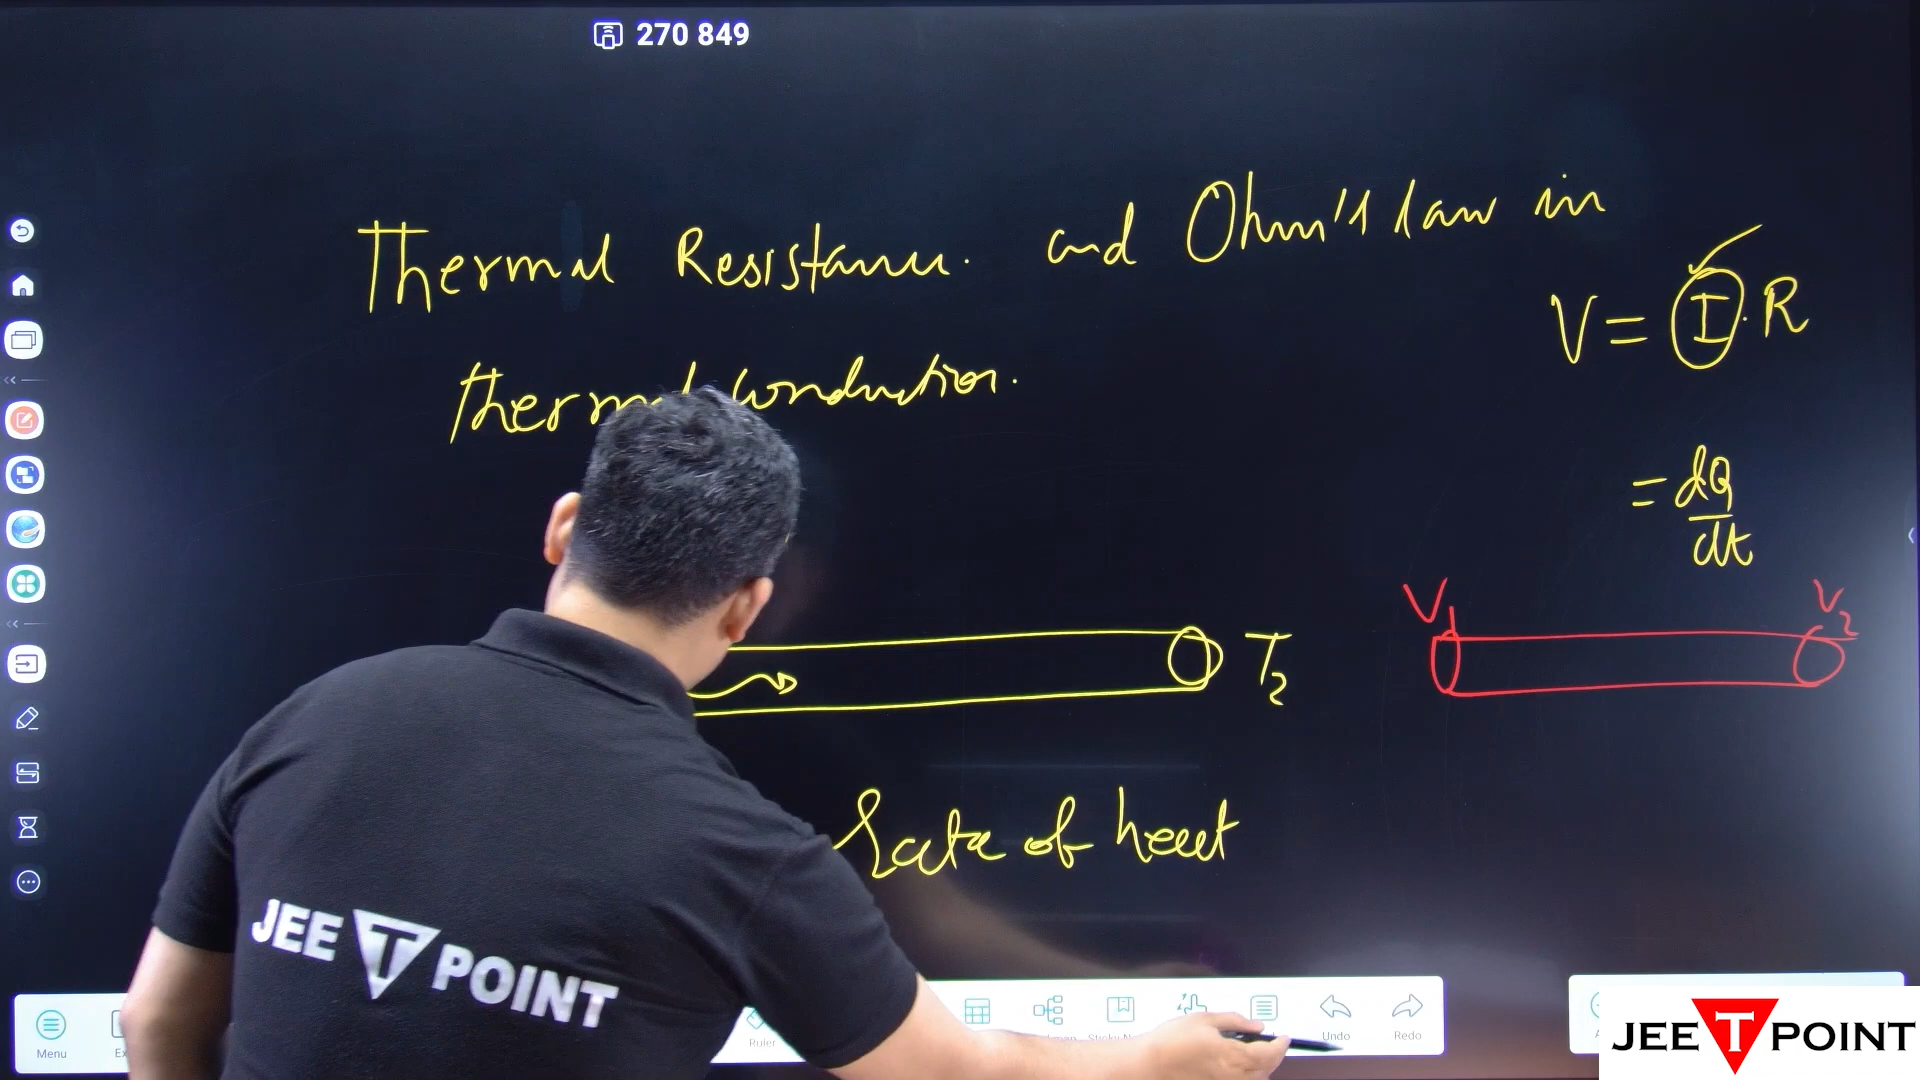 270 849
Thermal Resistance. and Ohm's law in
thermal conduction.
V = I . R
= dQ
dt
V1
V2
T2
Rate of heat
JEE T POINT
Menu
Ruler
Undo
Redo
JEE T POINT